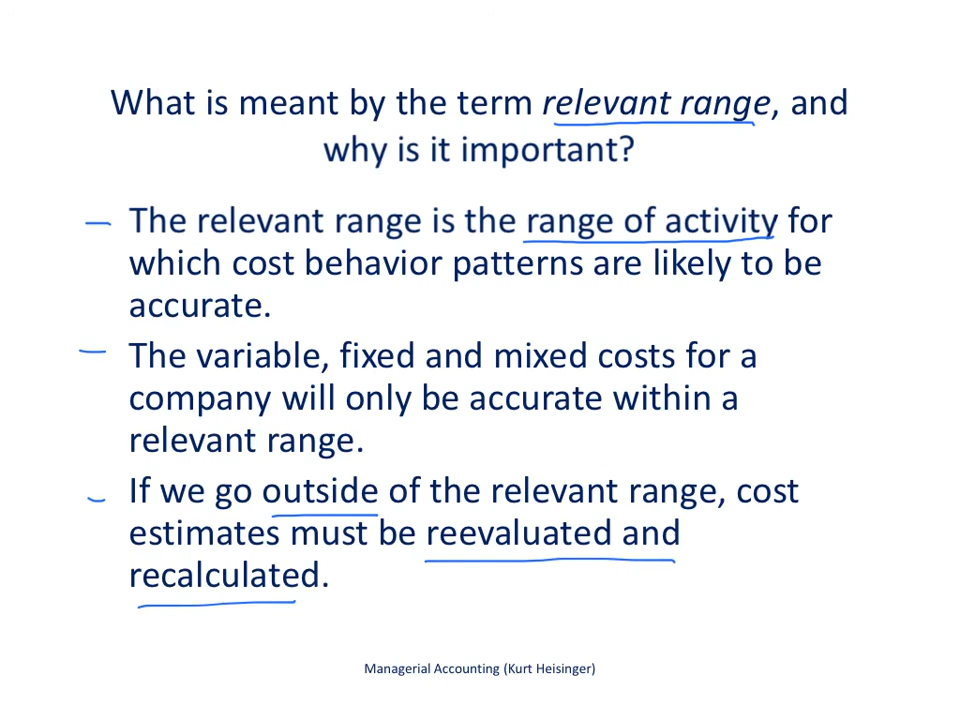 What is meant by the term relevant range, and
why is it important?
The relevant range is the range of activity for
which cost behavior patterns are likely to be
accurate.
The variable, fixed and mixed costs for a
company will only be accurate within a
relevant range.
If we go outside of the relevant range, cost
estimates must be reevaluated and
recalculated.
Managerial Accounting (Kurt Heisinger)